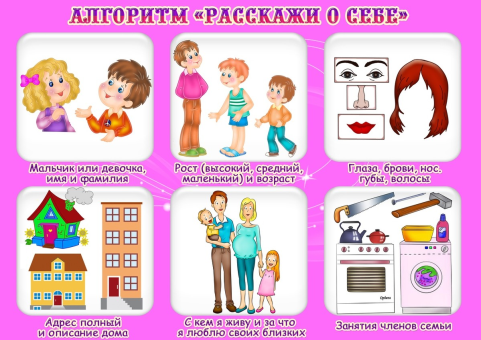 АЛГОРИТМ «РАССКАЖИ О СЕБЕ»
Мальчик или девочка,
имя и фамилия
Рост (высокий, средний,
маленький) и возраст
Глаза, брови, нос.
губы, волосы
Адрес полный
и описание дома
С кем я живу и за что
я люблю своих близких
Занятия членов семьи